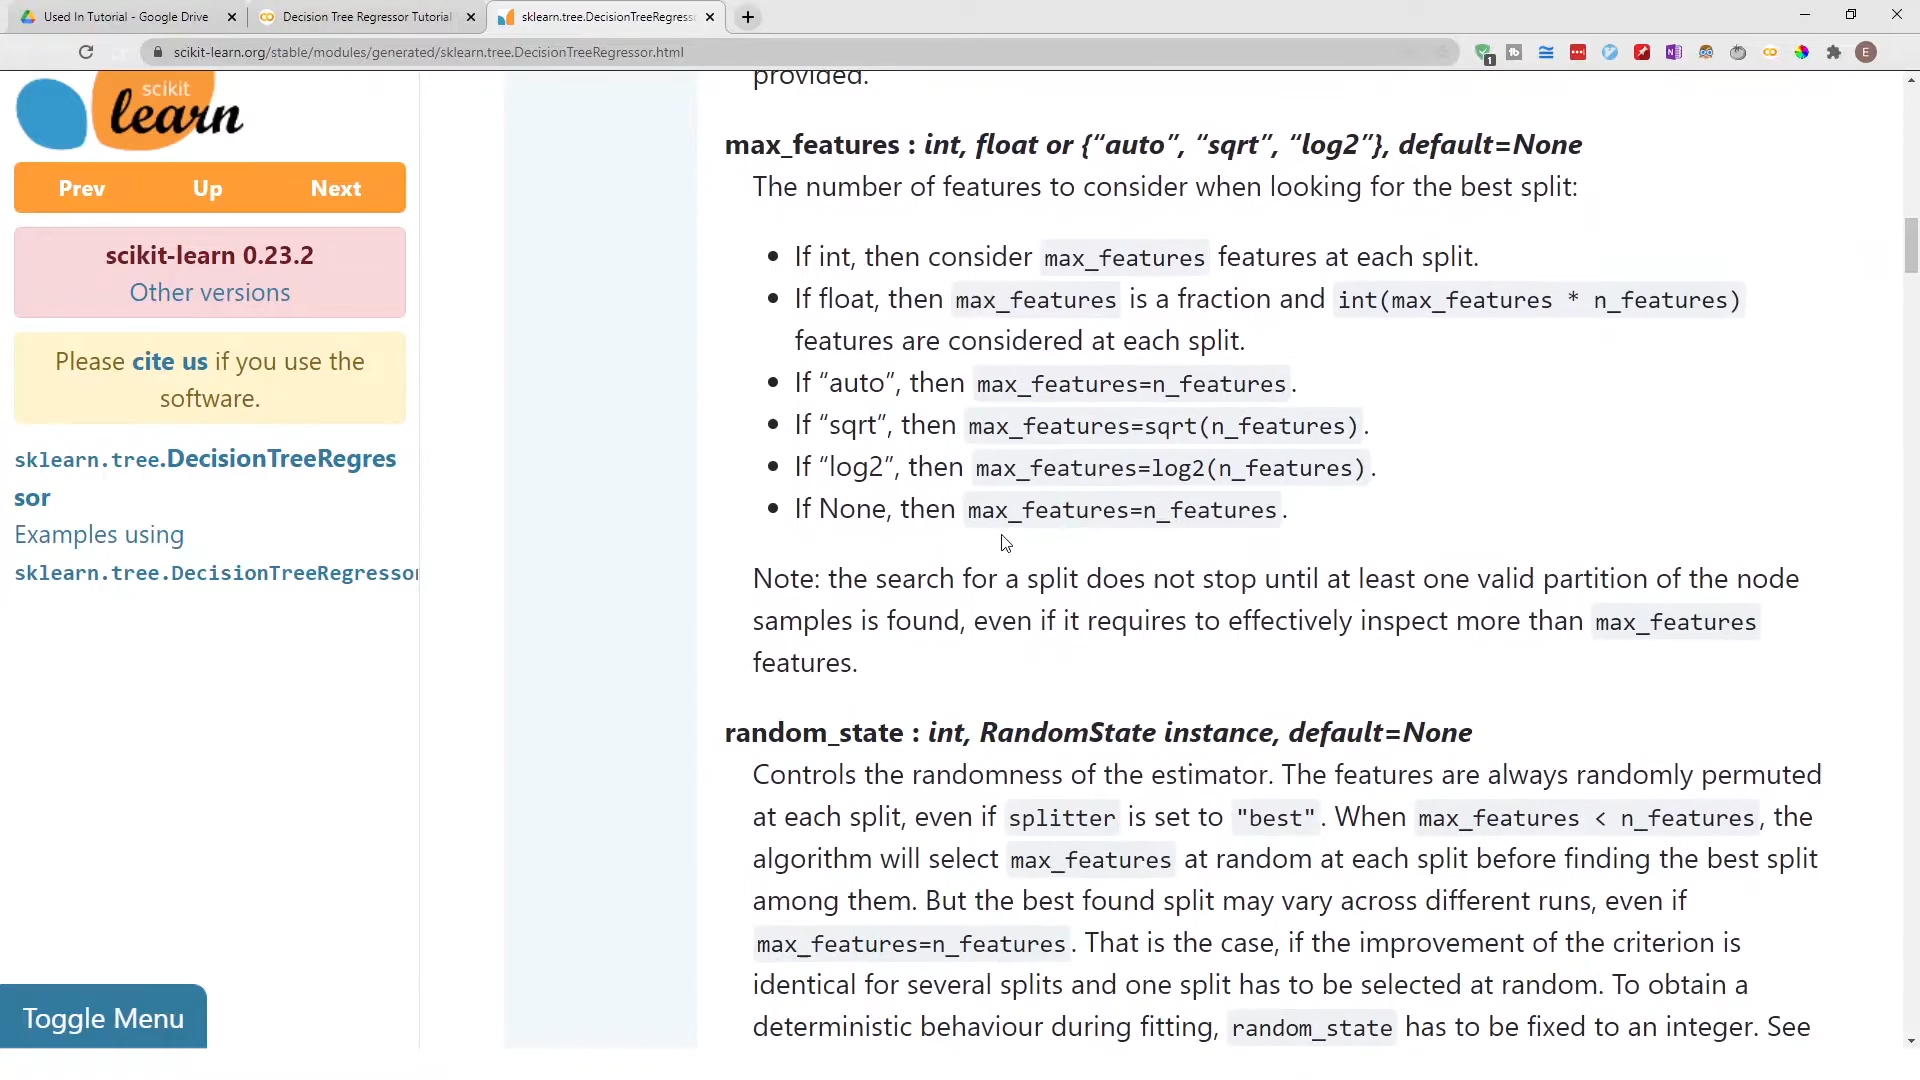 Used In Tutorial - Google Drive
Decision Tree Regressor Tutorial
sklearn.tree.DecisionTreeRegress
scikit-learn.org/stable/modules/generated/sklearn.tree.DecisionTreeRegressor.html
1
E
scikit
learn
Prev Up Next
scikit-learn 0.23.2
Other versions
Please cite us if you use the
software.
sklearn.tree.DecisionTreeRegres
sor
Examples using
sklearn.tree.DecisionTreeRegressor
Toggle Menu
provided.
max_features : int, float or {“auto”, “sqrt”, “log2”}, default=None
The number of features to consider when looking for the best split:
• If int, then consider max_features features at each split.
• If float, then max_features is a fraction and int(max_features * n_features)
features are considered at each split.
• If “auto”, then max_features=n_features.
• If “sqrt”, then max_features=sqrt(n_features).
• If “log2”, then max_features=log2(n_features).
• If None, then max_features=n_features.
Note: the search for a split does not stop until at least one valid partition of the node
samples is found, even if it requires to effectively inspect more than max_features
features.
random_state : int, RandomState instance, default=None
Controls the randomness of the estimator. The features are always randomly permuted
at each split, even if splitter is set to "best". When max_features < n_features, the
algorithm will select max_features at random at each split before finding the best split
among them. But the best found split may vary across different runs, even if
max_features=n_features. That is the case, if the improvement of the criterion is
identical for several splits and one split has to be selected at random. To obtain a
deterministic behaviour during fitting, random_state has to be fixed to an integer. See